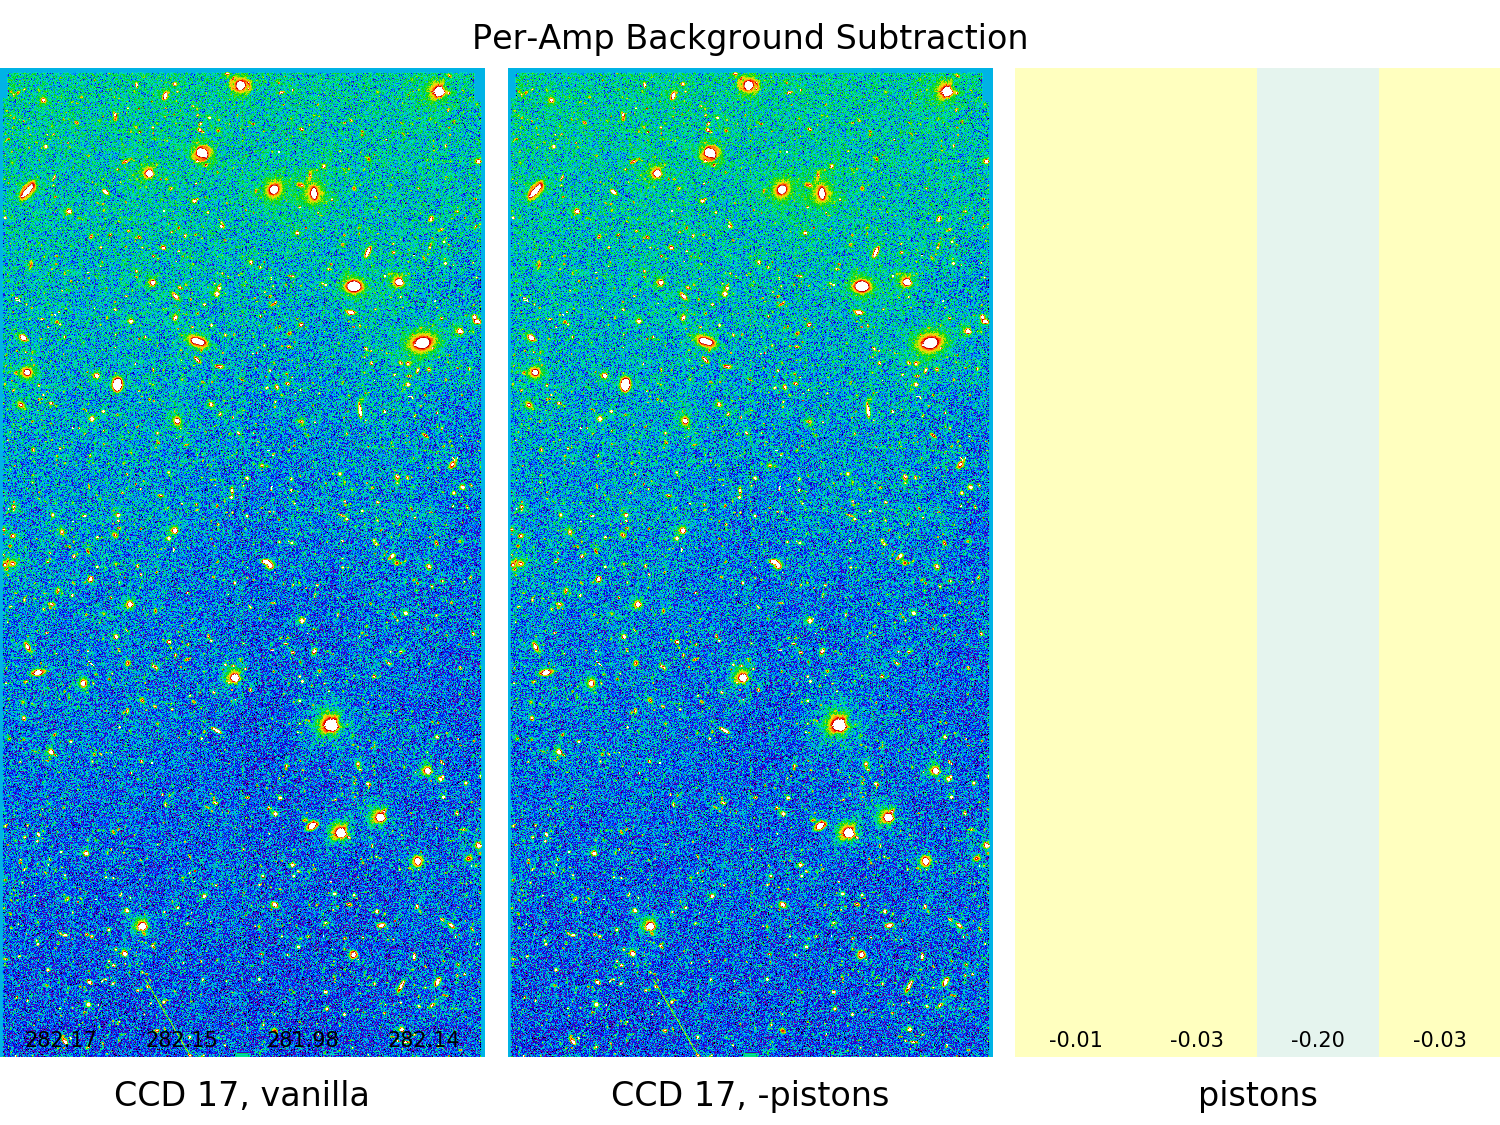 Per-Amp Background Subtraction
282.17 282.15 281.98 282.14
-0.01 -0.03 -0.20 -0.03
CCD 17, vanilla
CCD 17, -pistons
pistons